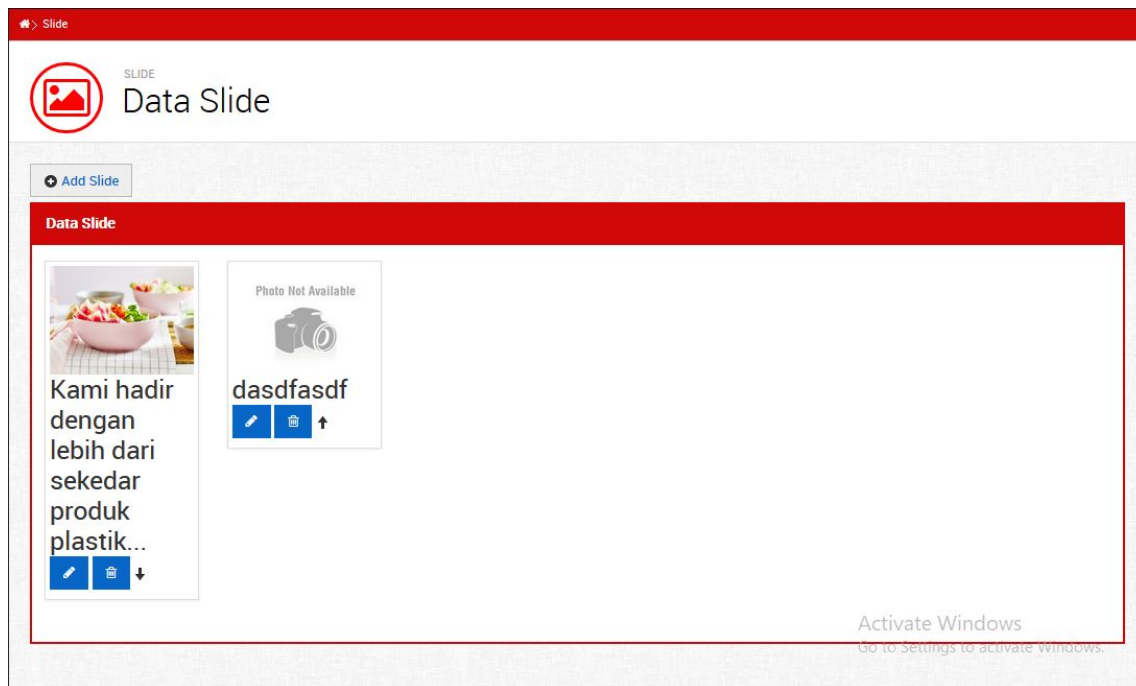 > Slide
SLIDE
Data Slide
Add Slide
Data Slide
Photo Not Available
Kami hadir
dengan
lebih dari
sekedar
produk
plastik...
dasdfasdf
Activate Windows
Go to Settings to activate Windows.